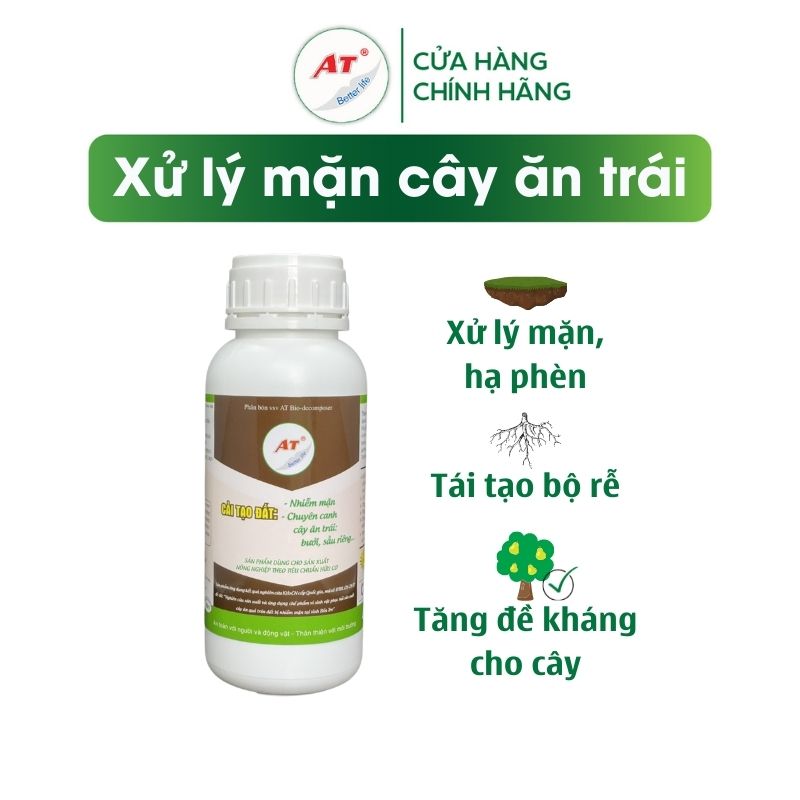 AT®
Better life
CỬA HÀNG
CHÍNH HÃNG
Xử lý mặn cây ăn trái
Xử lý mặn,
hạ phèn
Tái tạo bộ rễ
Tăng đề kháng
cho cây
Phân bón vsv AT Bio-decomposer
AT®
Better life
CẢI TẠO ĐẤT:
- Nhiễm mặn
- Chuyên canh
cây ăn trái:
bưởi, sầu riêng...
SẢN PHẨM DÙNG CHO SẢN XUẤT
NÔNG NGHIỆP THEO TIÊU CHUẨN HỮU CƠ
An toàn với người và động vật - Thân thiện với môi trường